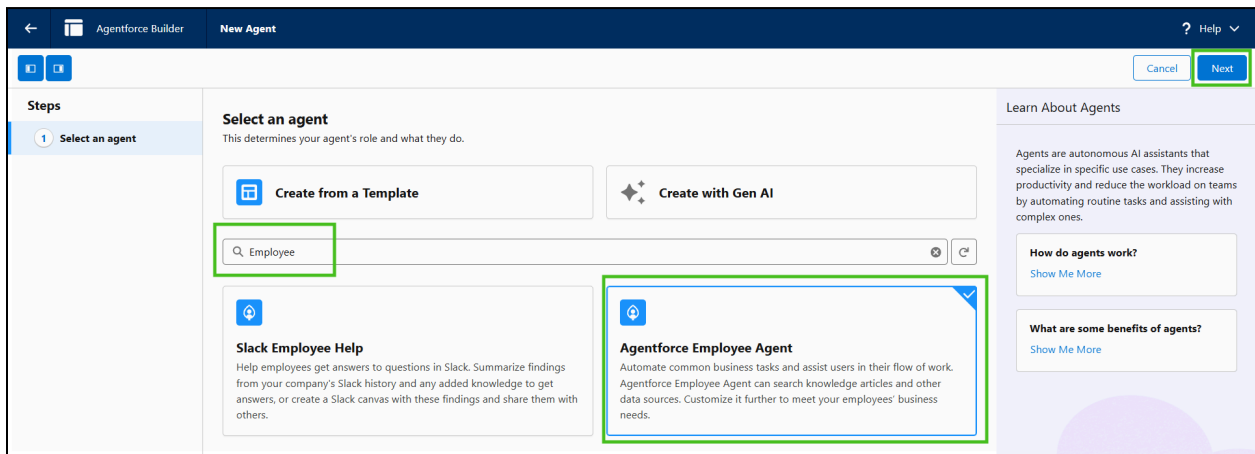 Agentforce Builder
New Agent
? Help
Cancel
Next
Steps
1 Select an agent
Select an agent
This determines your agent's role and what they do.
Create from a Template
Create with Gen AI
Employee
Slack Employee Help
Help employees get answers to questions in Slack. Summarize findings
from your company's Slack history and any added knowledge to get
answers, or create a Slack canvas with these findings and share them with
others.
Agentforce Employee Agent
Automate common business tasks and assist users in their flow of work.
Agentforce Employee Agent can search knowledge articles and other
data sources. Customize it further to meet your employees' business
needs.
Learn About Agents
Agents are autonomous AI assistants that
specialize in specific use cases. They increase
productivity and reduce the workload on teams
by automating routine tasks and assisting with
complex ones.
How do agents work?
Show Me More
What are some benefits of agents?
Show Me More